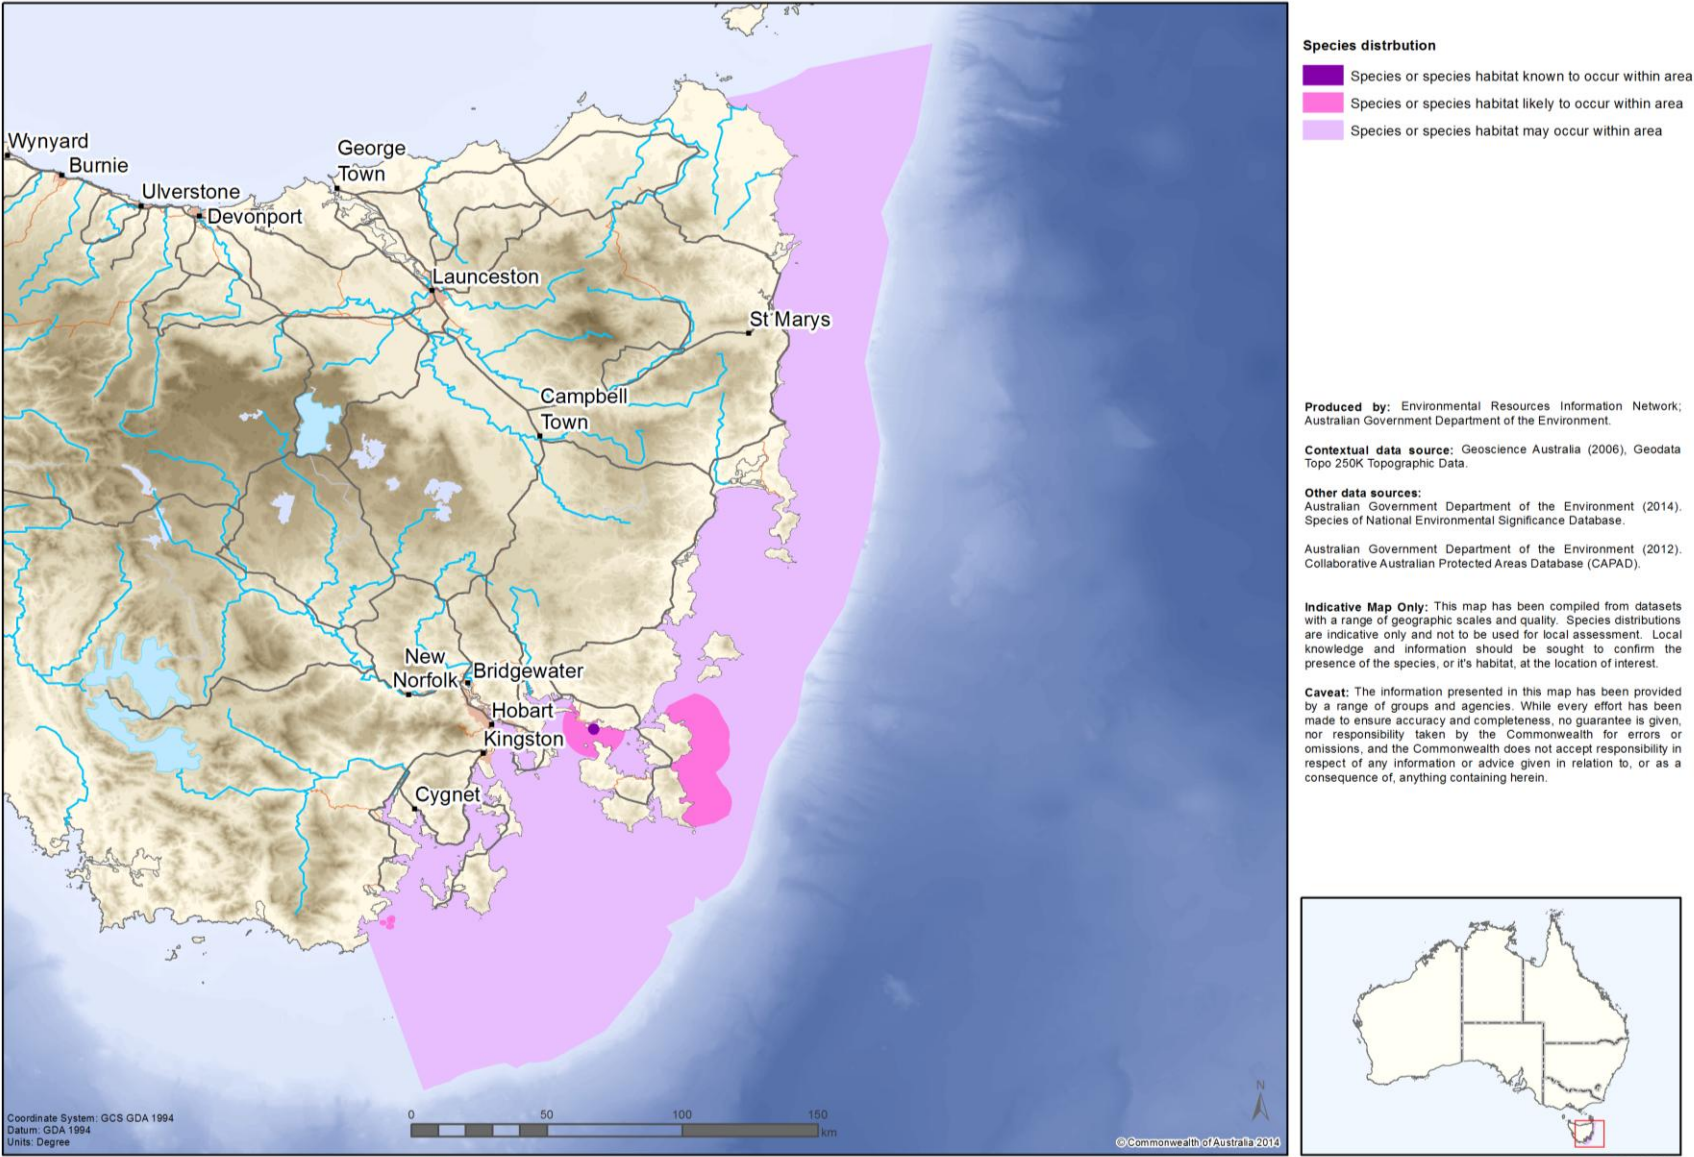 Wynyard
Burnie
Ulverstone
Devonport
George
Town
Launceston
St Marys
Campbell
Town
New
Norfolk
Bridgewater
Hobart
Kingston
Cygnet
Coordinate System: GCS GDA 1994
Datum: GDA 1994
Units: Degree
0 50 100 150
km
N
© Commonwealth of Australia 2014
Species distrbution
Species or species habitat known to occur within area
Species or species habitat likely to occur within area
Species or species habitat may occur within area
Produced by: Environmental Resources Information Network;
Australian Government Department of the Environment.
Contextual data source: Geoscience Australia (2006), Geodata
Topo 250K Topographic Data.
Other data sources:
Australian Government Department of the Environment (2014).
Species of National Environmental Significance Database.
Australian Government Department of the Environment (2012).
Collaborative Australian Protected Areas Database (CAPAD).
Indicative Map Only: This map has been compiled from datasets
with a range of geographic scales and quality. Species distributions
are indicative only and not to be used for local assessment. Local
knowledge and information should be sought to confirm the
presence of the species, or it's habitat, at the location of interest.
Caveat: The information presented in this map has been provided
by a range of groups and agencies. While every effort has been
made to ensure accuracy and completeness, no guarantee is given,
nor responsibility taken by the Commonwealth for errors or
omissions, and the Commonwealth does not accept responsibility in
respect of any information or advice given in relation to, or as a
consequence of, anything containing herein.